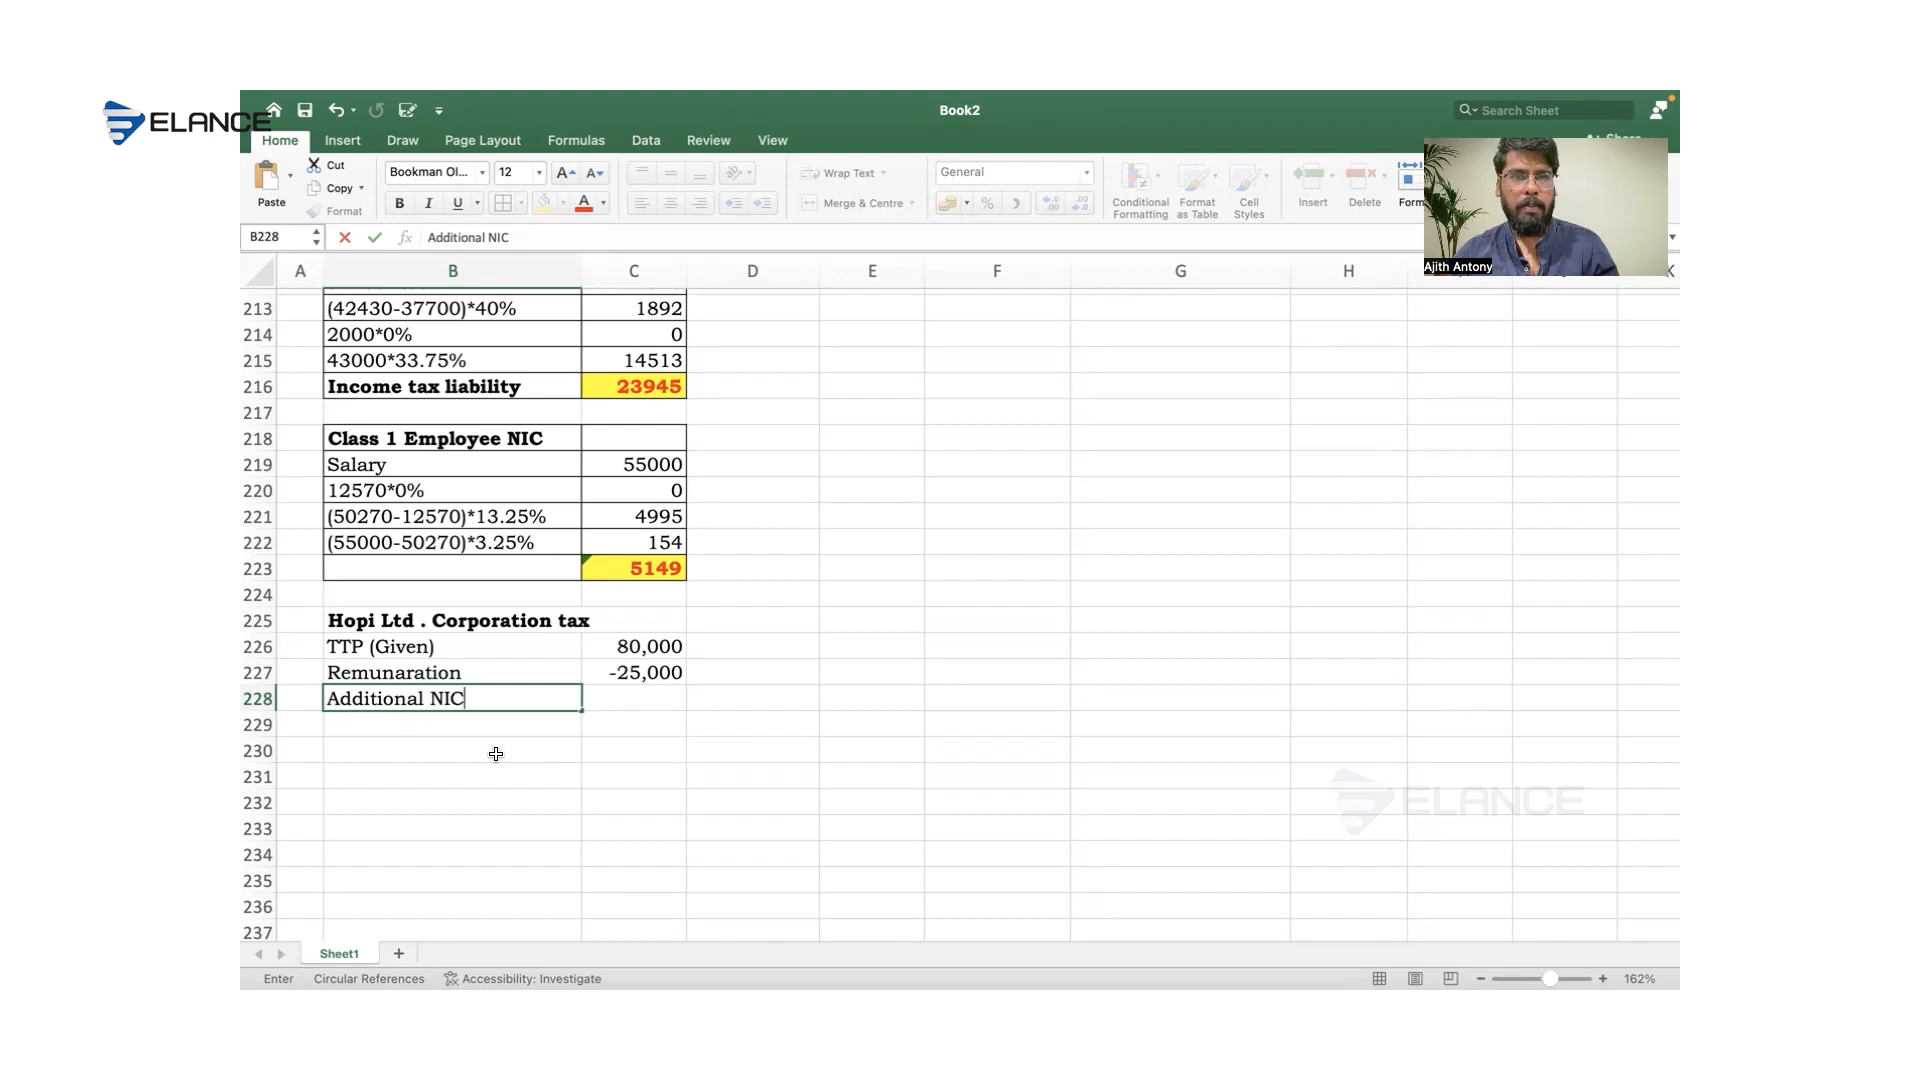 ELANCE
Book2
Search Sheet
Home Insert Draw Page Layout Formulas Data Review View
Share
Paste
Cut
Copy
Format
Bookman Ol... 12
B I U
Wrap Text
Merge & Centre
General
Conditional Formatting
Format as Table
Cell Styles
Insert
Delete
Form
Ajith Antony
B228 fx Additional NIC
A B C D E F G H K
213 (42430-37700)*40% 1892
214 2000*0% 0
215 43000*33.75% 14513
216 Income tax liability 23945
217
218 Class 1 Employee NIC
219 Salary 55000
220 12570*0% 0
221 (50270-12570)*13.25% 4995
222 (55000-50270)*3.25% 154
223 5149
224
225 Hopi Ltd . Corporation tax
226 TTP (Given) 80,000
227 Remunaration -25,000
228 Additional NIC
229
230
231
232
233
234
235
236
237
ELANCE
Sheet1
Enter Circular References Accessibility: Investigate 162%